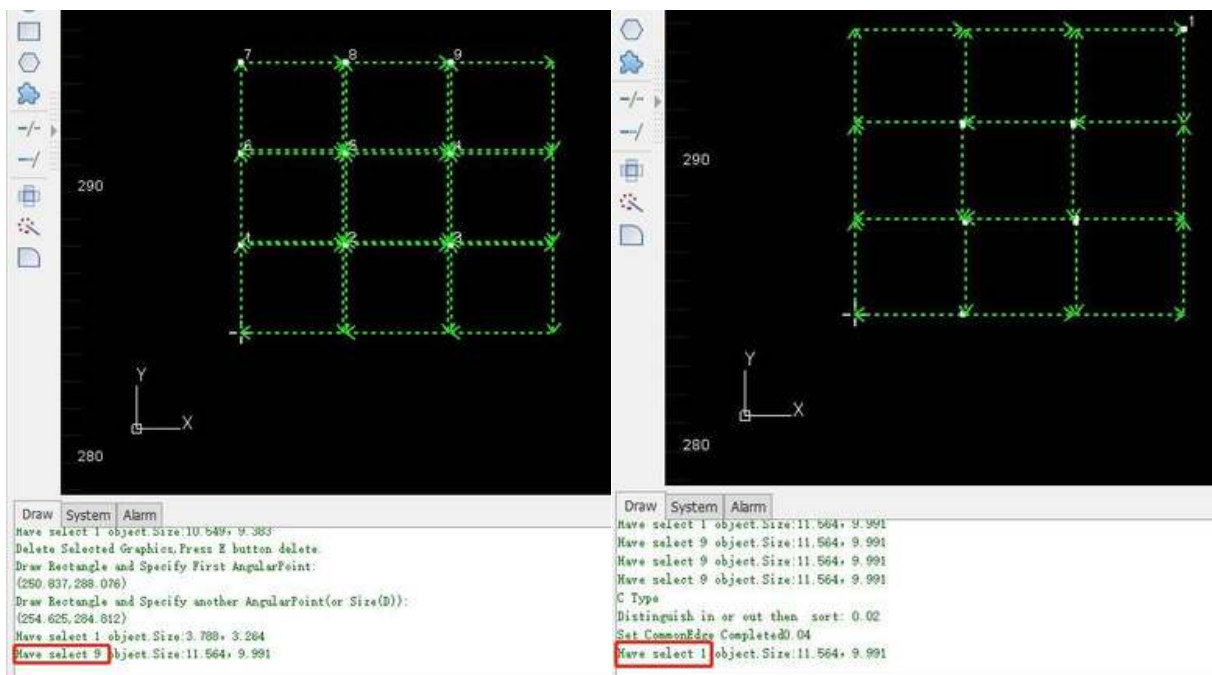 7 8 9
6 5 4
290
1 2 3
Y
X
280
Draw System Alarm
Have select 1 object.Size:10.649, 9.383
Delete Selected Graphics,Press E button delete.
Draw Rectangle and Specify First AngularPoint:
(250.837,288.076)
Draw Rectangle and Specify another AngularPoint(or Size(D)):
(254.625,284.812)
Have select 1 object.Size:3.788, 3.264
Have select 9 object.Size:11.564, 9.991
1
290
Y
X
280
Draw System Alarm
Have select 1 object.Size:11.564, 9.991
Have select 9 object.Size:11.564, 9.991
Have select 9 object.Size:11.564, 9.991
Have select 9 object.Size:11.564, 9.991
C Type
Distinguish in or out then sort: 0.02
Set CommonEdge Completed0.04
Have select 1 object.Size:11.564, 9.991